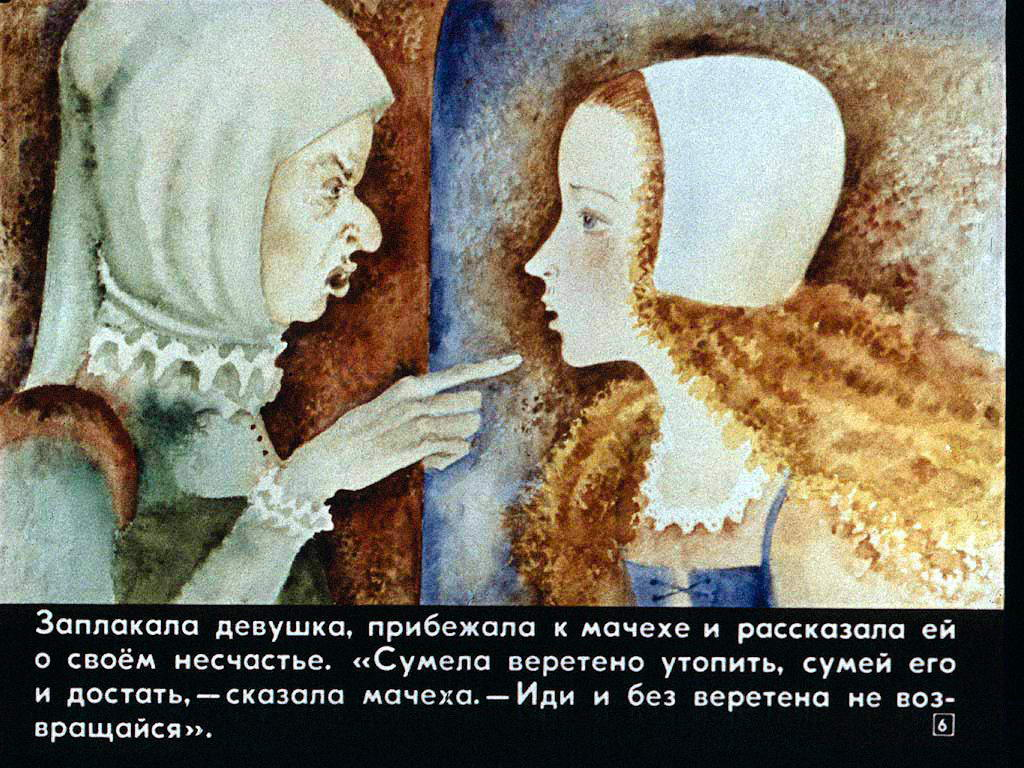 Заплакала девушка, прибежала к мачехе и рассказала ей
о своём несчастье. «Сумела веретено утопить, сумей его
и достать,—сказала мачеха.—Иди и без веретена не воз-
вращайся».
6